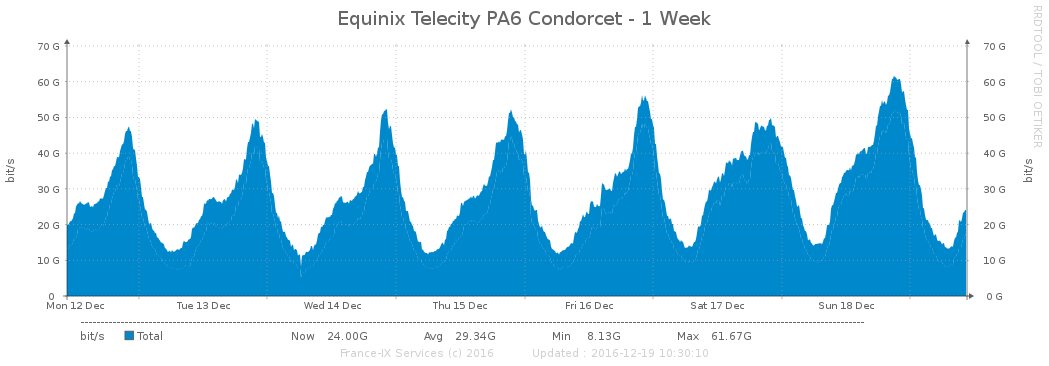 Equinix Telecity PA6 Condorcet - 1 Week
RRDTOOL / TOBI OETIKER
70 G 70 G
60 G 60 G
50 G 50 G
40 G 40 G
30 G 30 G
20 G 20 G
10 G 10 G
0 0 G
bit/s bit/s
Mon 12 Dec Tue 13 Dec Wed 14 Dec Thu 15 Dec Fri 16 Dec Sat 17 Dec Sun 18 Dec
bit/s Total Now 24.00G Avg 29.34G Min 8.13G Max 61.67G
France-IX Services (c) 2016 Updated : 2016-12-19 10:30:10